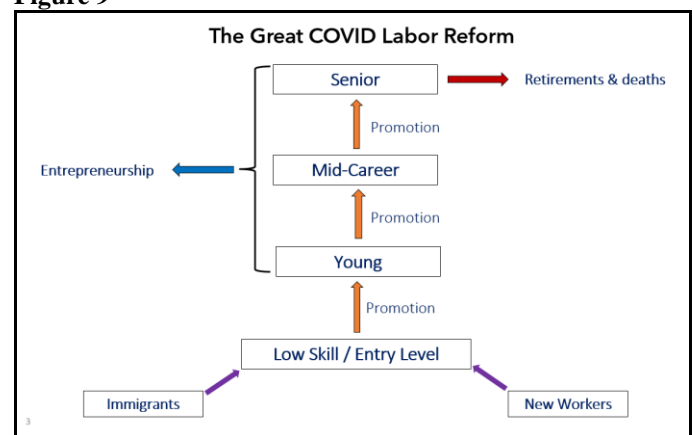 Figure 9
The Great COVID Labor Reform
Senior
Retirements & deaths
Promotion
Entrepreneurship
Mid-Career
Promotion
Young
Promotion
Low Skill / Entry Level
Immigrants
New Workers
3